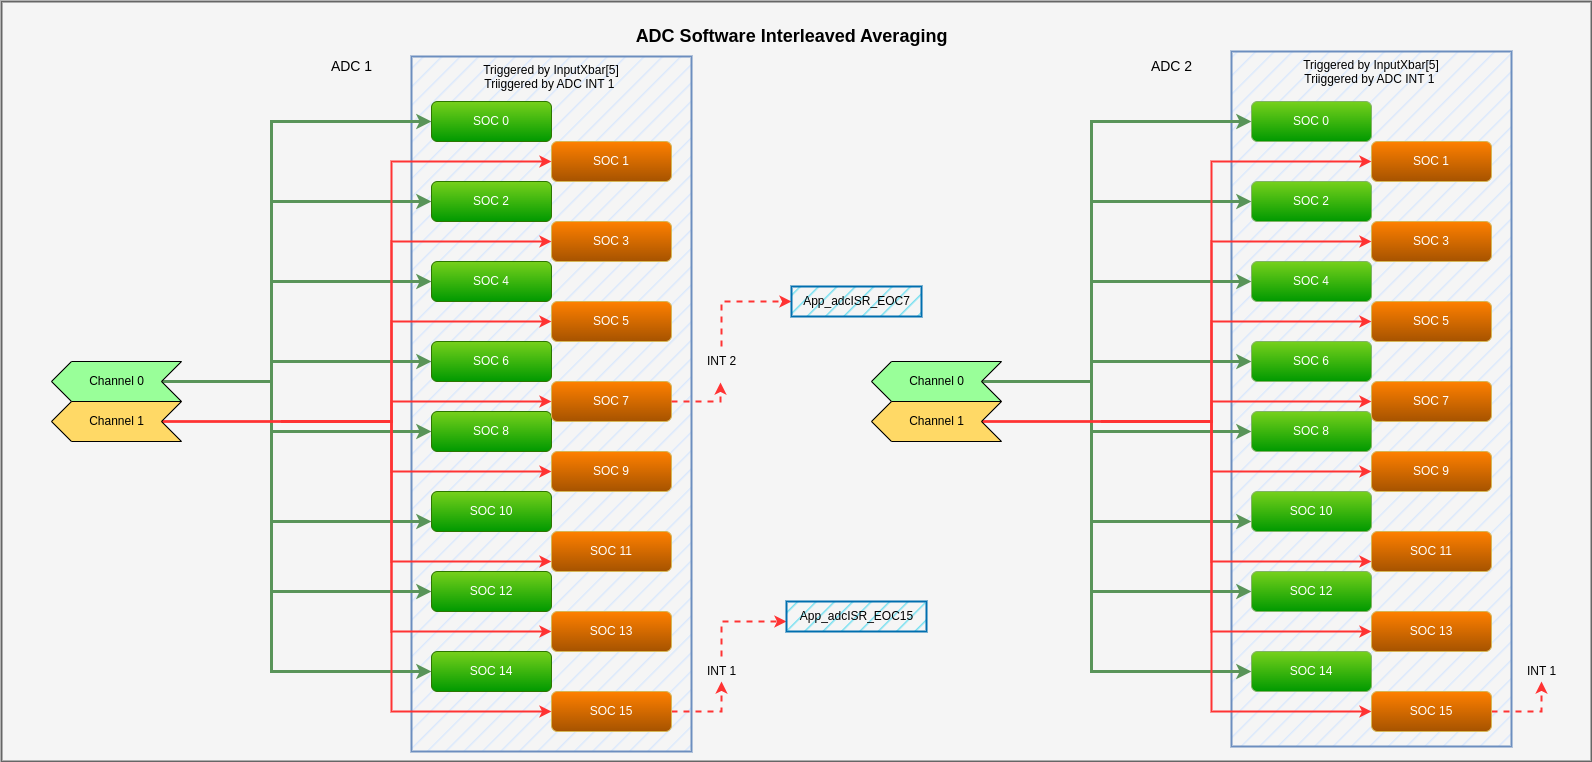 ADC Software Interleaved Averaging
ADC 1
Triggered by InputXbar[5]
Triiggered by ADC INT 1
SOC 0
SOC 1
SOC 2
SOC 3
SOC 4
SOC 5
SOC 6
SOC 7
SOC 8
SOC 9
SOC 10
SOC 11
SOC 12
SOC 13
SOC 14
SOC 15
Channel 0
Channel 1
App_adcISR_EOC7
INT 2
App_adcISR_EOC15
INT 1
ADC 2
Triggered by InputXbar[5]
Triiggered by ADC INT 1
SOC 0
SOC 1
SOC 2
SOC 3
SOC 4
SOC 5
SOC 6
SOC 7
SOC 8
SOC 9
SOC 10
SOC 11
SOC 12
SOC 13
SOC 14
SOC 15
Channel 0
Channel 1
INT 1